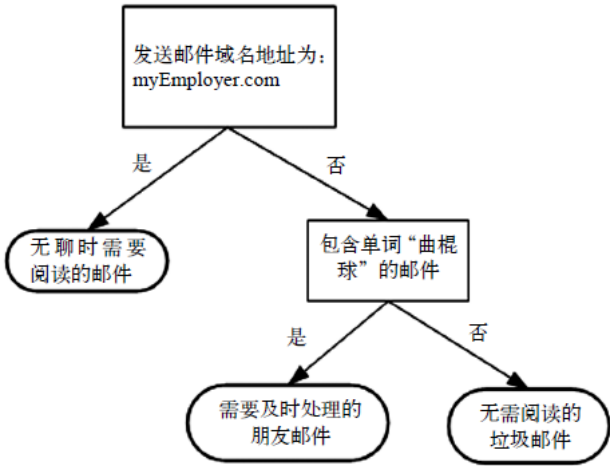 发送邮件域名地址为：
myEmployer.com
是
否
无聊时需要
阅读的邮件
包含单词“曲棍
球”的邮件
是
否
需要及时处理的
朋友邮件
无需阅读的
垃圾邮件